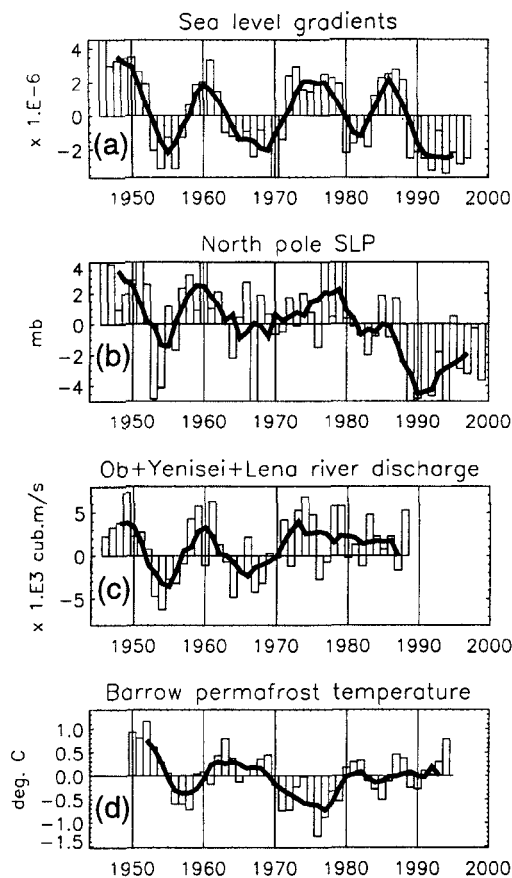 Sea level gradients
4
2
0
-2
x 1.E-6
(a)
1950 1960 1970 1980 1990 2000
North pole SLP
4
2
0
-2
-4
mb
(b)
1950 1960 1970 1980 1990 2000
Ob+Yenisei+Lena river discharge
5
0
-5
x 1.E3 cub.m/s
(c)
1950 1960 1970 1980 1990 2000
Barrow permafrost temperature
1.0
0.5
0.0
-0.5
-1.0
-1.5
deg. C
(d)
1950 1960 1970 1980 1990 2000